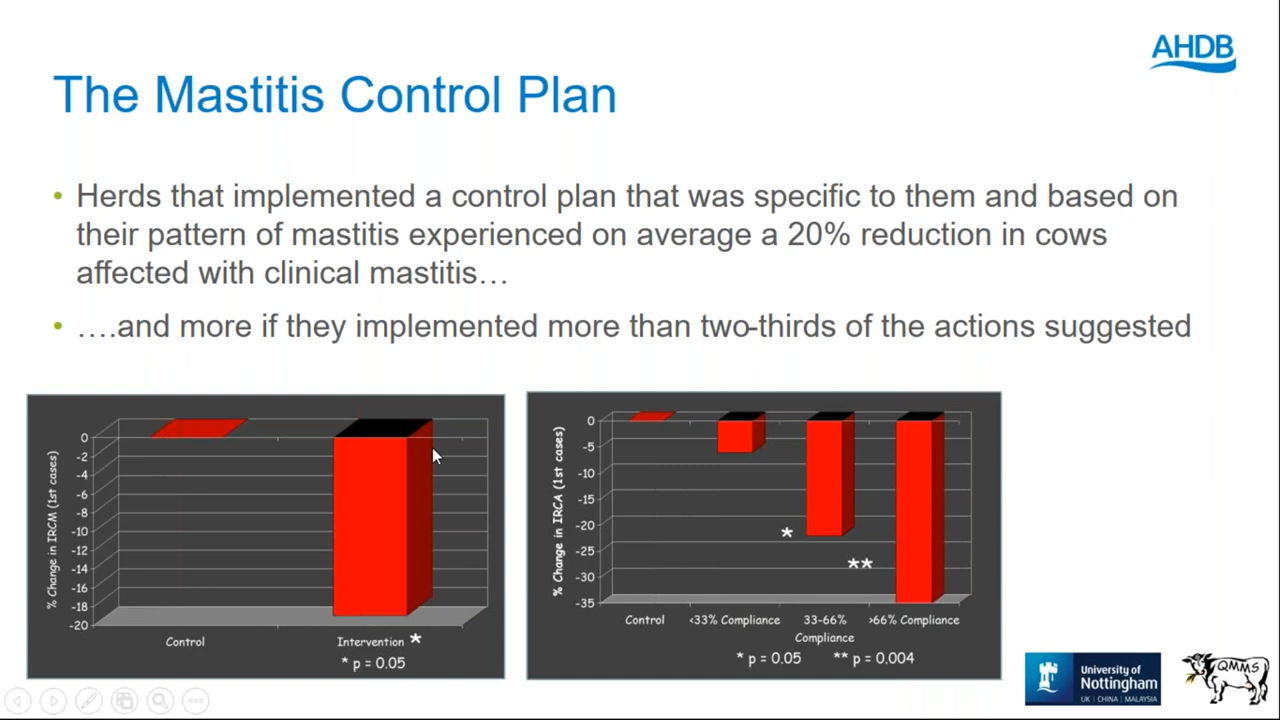 AHDB
The Mastitis Control Plan
• Herds that implemented a control plan that was specific to them and based on
their pattern of mastitis experienced on average a 20% reduction in cows
affected with clinical mastitis…
• ….and more if they implemented more than two-thirds of the actions suggested
% Change in IRCM (1st cases)
0
-2
-4
-6
-8
-10
-12
-14
-16
-18
-20
Control
Intervention *
* p = 0.05
% Change in IRCA (1st cases)
0
-5
-10
-15
-20
-25
-30
-35
*
**
Control
<33% Compliance
33-66%
Compliance
>66% Compliance
* p = 0.05 ** p = 0.004
University of
Nottingham
UK | CHINA | MALAYSIA
QMMS